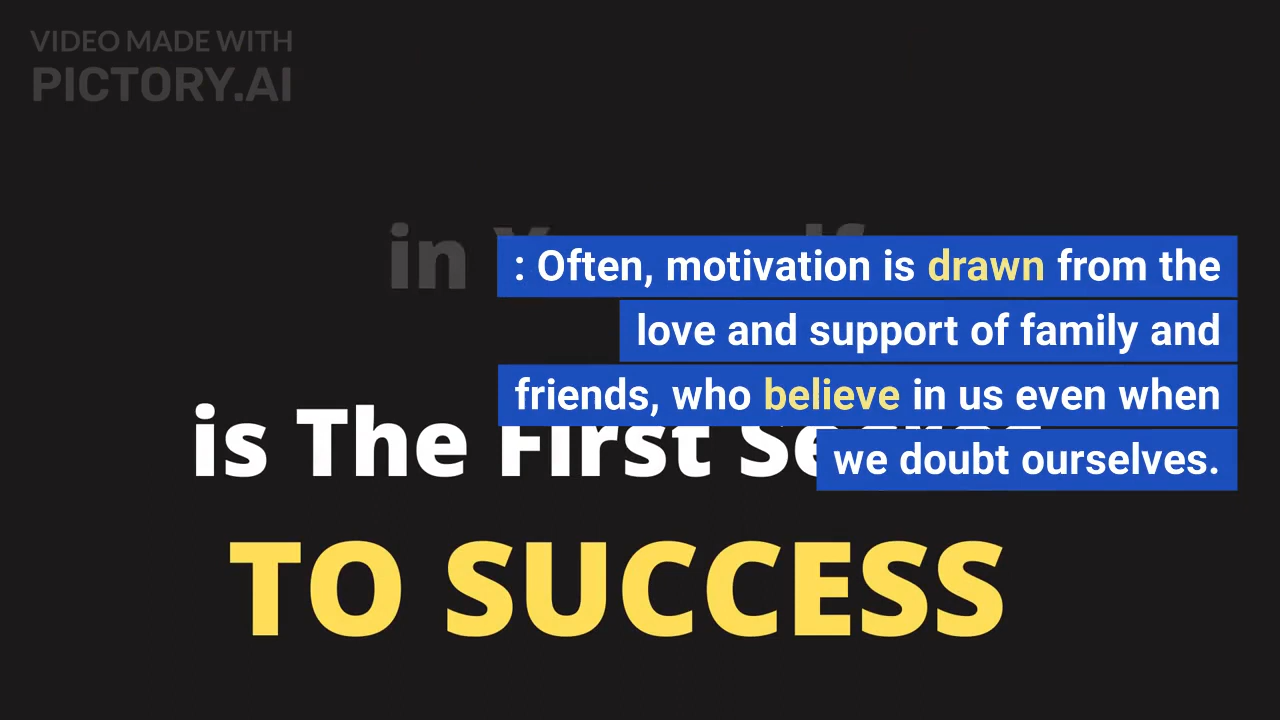 VIDEO MADE WITH
PICTORY.AI
in
: Often, motivation is drawn from the
love and support of family and
friends, who believe in us even when
we doubt ourselves.
is The First
TO SUCCESS